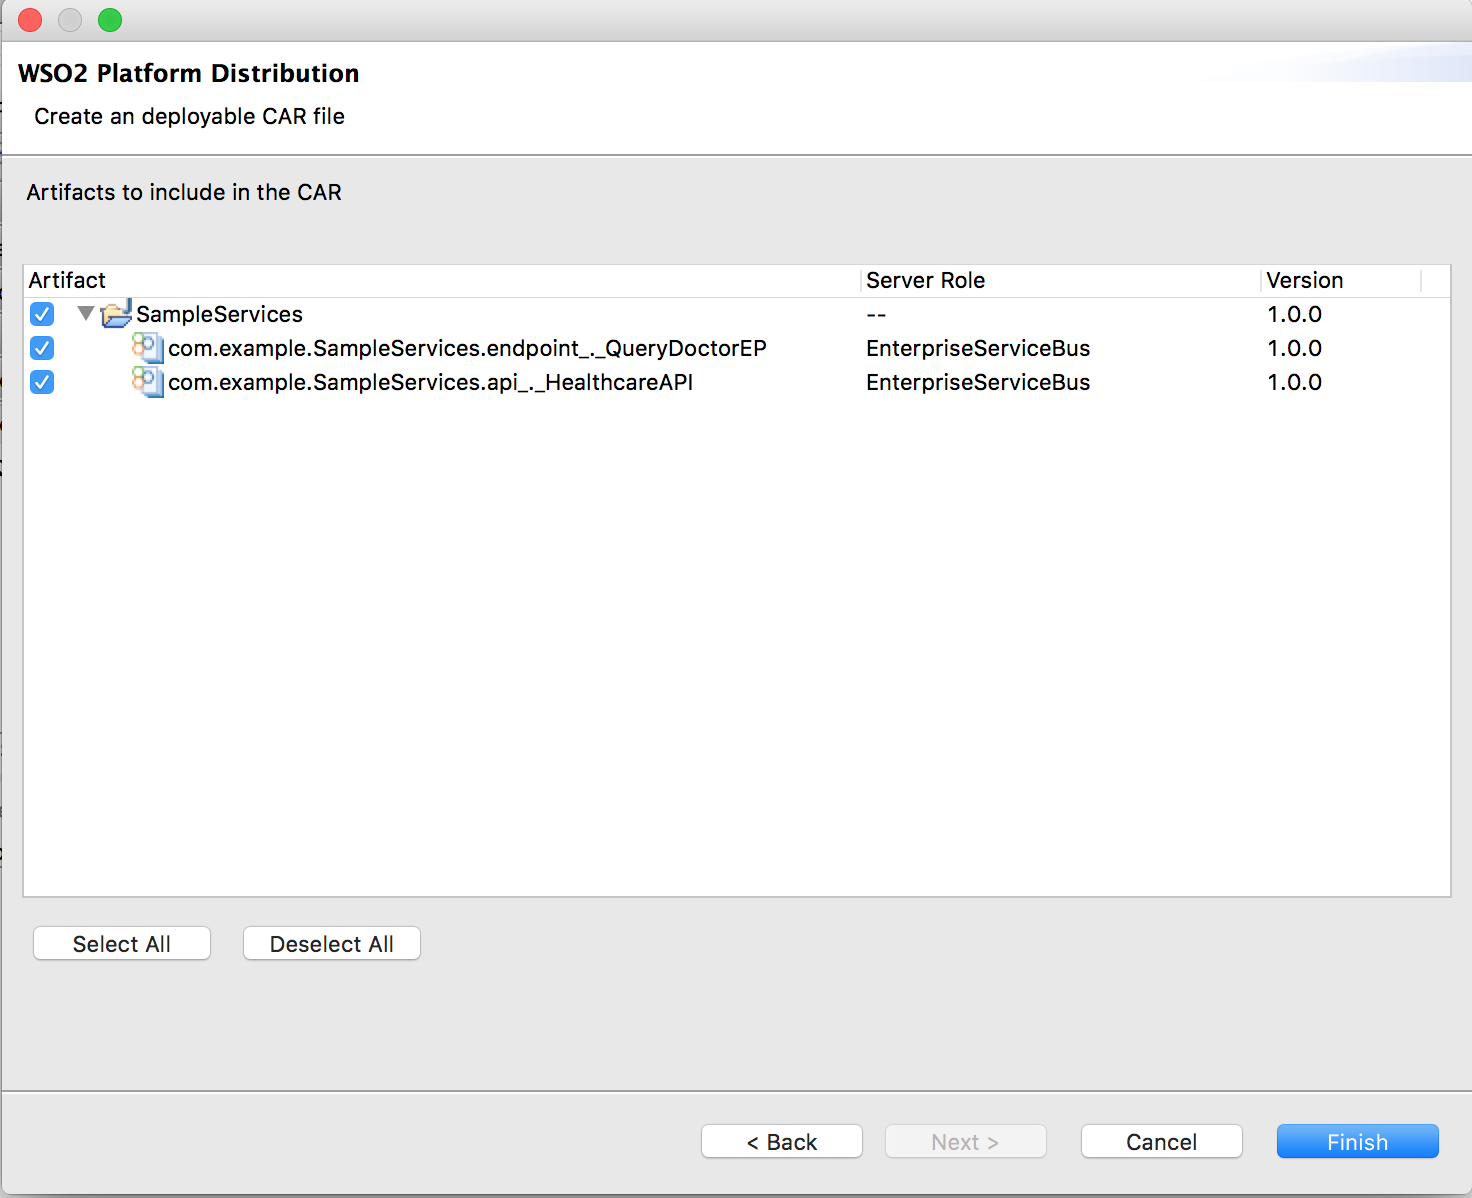 WSO2 Platform Distribution
Create an deployable CAR file
Artifacts to include in the CAR
Artifact Server Role Version
SampleServices -- 1.0.0
com.example.SampleServices.endpoint_._QueryDoctorEP EnterpriseServiceBus 1.0.0
com.example.SampleServices.api_._HealthcareAPI EnterpriseServiceBus 1.0.0
Select All Deselect All
< Back Next > Cancel Finish